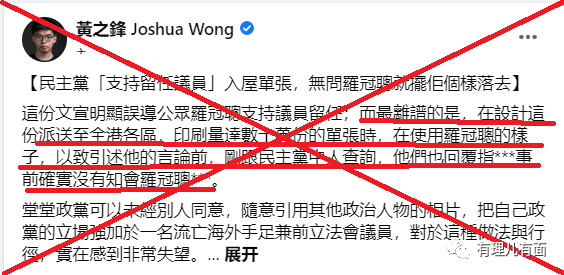 黃之鋒 Joshua Wong
【民主黨「支持留任議員」入屋單張，無問羅冠聰就擺佢個樣落去】
這份文宣明顯誤導公眾羅冠聰支持議員留任；而最離譜的是，在設計這
份派送至全港各區，印刷量達數十萬份的單張時，在使用羅冠聰的樣
子，以致引述他的言論前，剛跟民主黨中人查詢，他們也回覆指***事
前確實沒有知會羅冠聰***。
堂堂政黨可以未經別人同意，隨意引用其他政治人物的相片，把自己政
黨的立場強加於一名流亡海外手足兼前立法會議員，對於這種做法與行
徑，實在感到非常失望。... 展开
有理儿有面